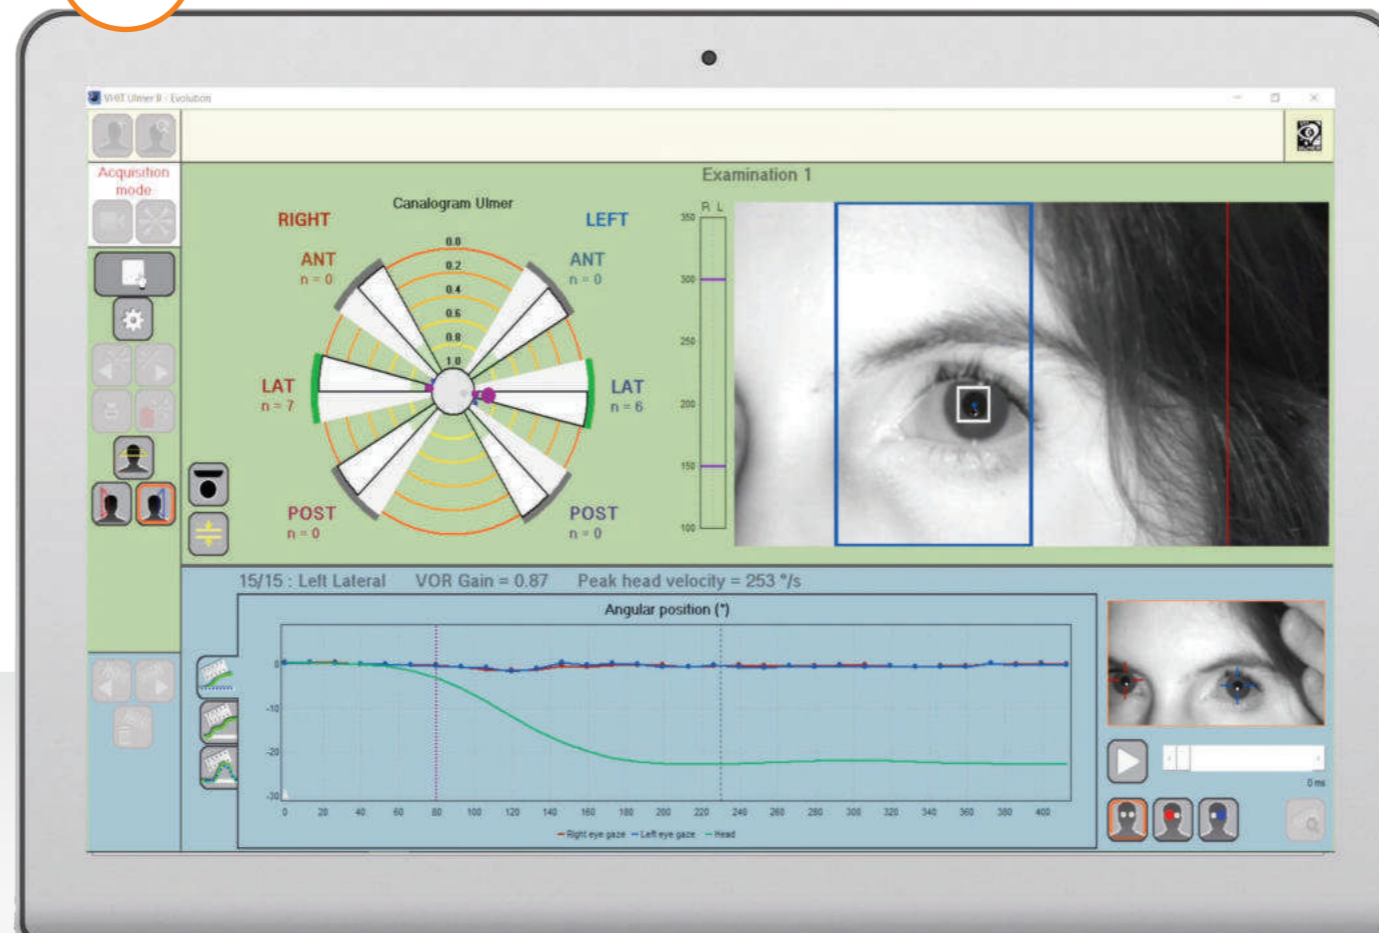 VHIT Ulmer II - Evolution
Acquisition
mode
Examination 1
Canalogram Ulmer
RIGHT
LEFT
ANT
n = 0
ANT
n = 0
0.0
0.2
0.4
0.6
0.8
1.0
LAT
n = 7
LAT
n = 6
POST
n = 0
POST
n = 0
R L
350
300
250
200
150
100
15/15 : Left Lateral VOR Gain = 0.87 Peak head velocity = 253 °/s
Angular position (°)
0
-10
-20
-30
0 20 40 60 80 100 120 140 160 180 200 220 240 260 280 300 320 340 360 380 400
Right eye gaze Left eye gaze Head
0 ms